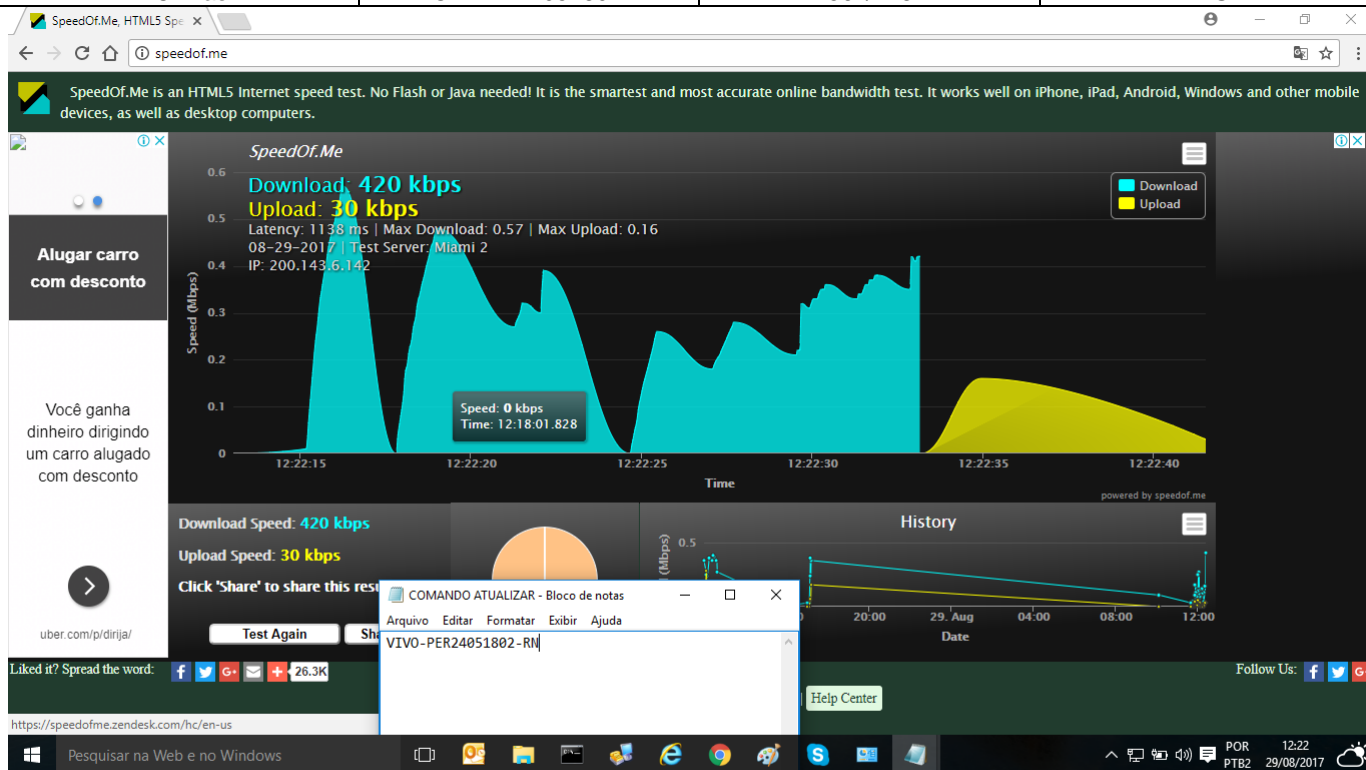 SpeedOf.Me, HTML5 Spe
speedof.me
SpeedOf.Me is an HTML5 Internet speed test. No Flash or Java needed! It is the smartest and most accurate online bandwidth test. It works well on iPhone, iPad, Android, Windows and other mobile
devices, as well as desktop computers.
SpeedOf.Me
Download: 420 kbps
Upload: 30 kbps
Latency: 1138 ms | Max Download: 0.57 | Max Upload: 0.16
08-29-2017 | Test Server: Miami 2
IP: 200.143.6.142
Download
Upload
0.6
0.5
0.4
0.3
0.2
0.1
0
Speed (Mbps)
Speed: 0 kbps
Time: 12:18:01.828
12:22:15 12:22:20 12:22:25 12:22:30 12:22:35 12:22:40
Time
powered by speedof.me
Alugar carro
com desconto
Você ganha
dinheiro dirigindo
um carro alugado
com desconto
uber.com/p/dirija/
Download Speed: 420 kbps
Upload Speed: 30 kbps
Click 'Share' to share this resu
Test Again Sha
History
0.5
(Mbps)
20:00 29. Aug 04:00 08:00 12:00
Date
COMANDO ATUALIZAR - Bloco de notas
Arquivo Editar Formatar Exibir Ajuda
VIVO-PER24051802-RN
Liked it? Spread the word:
26.3K
Follow Us:
Help Center
https://speedofme.zendesk.com/hc/en-us
Pesquisar na Web e no Windows
POR
PTB2
12:22
29/08/2017